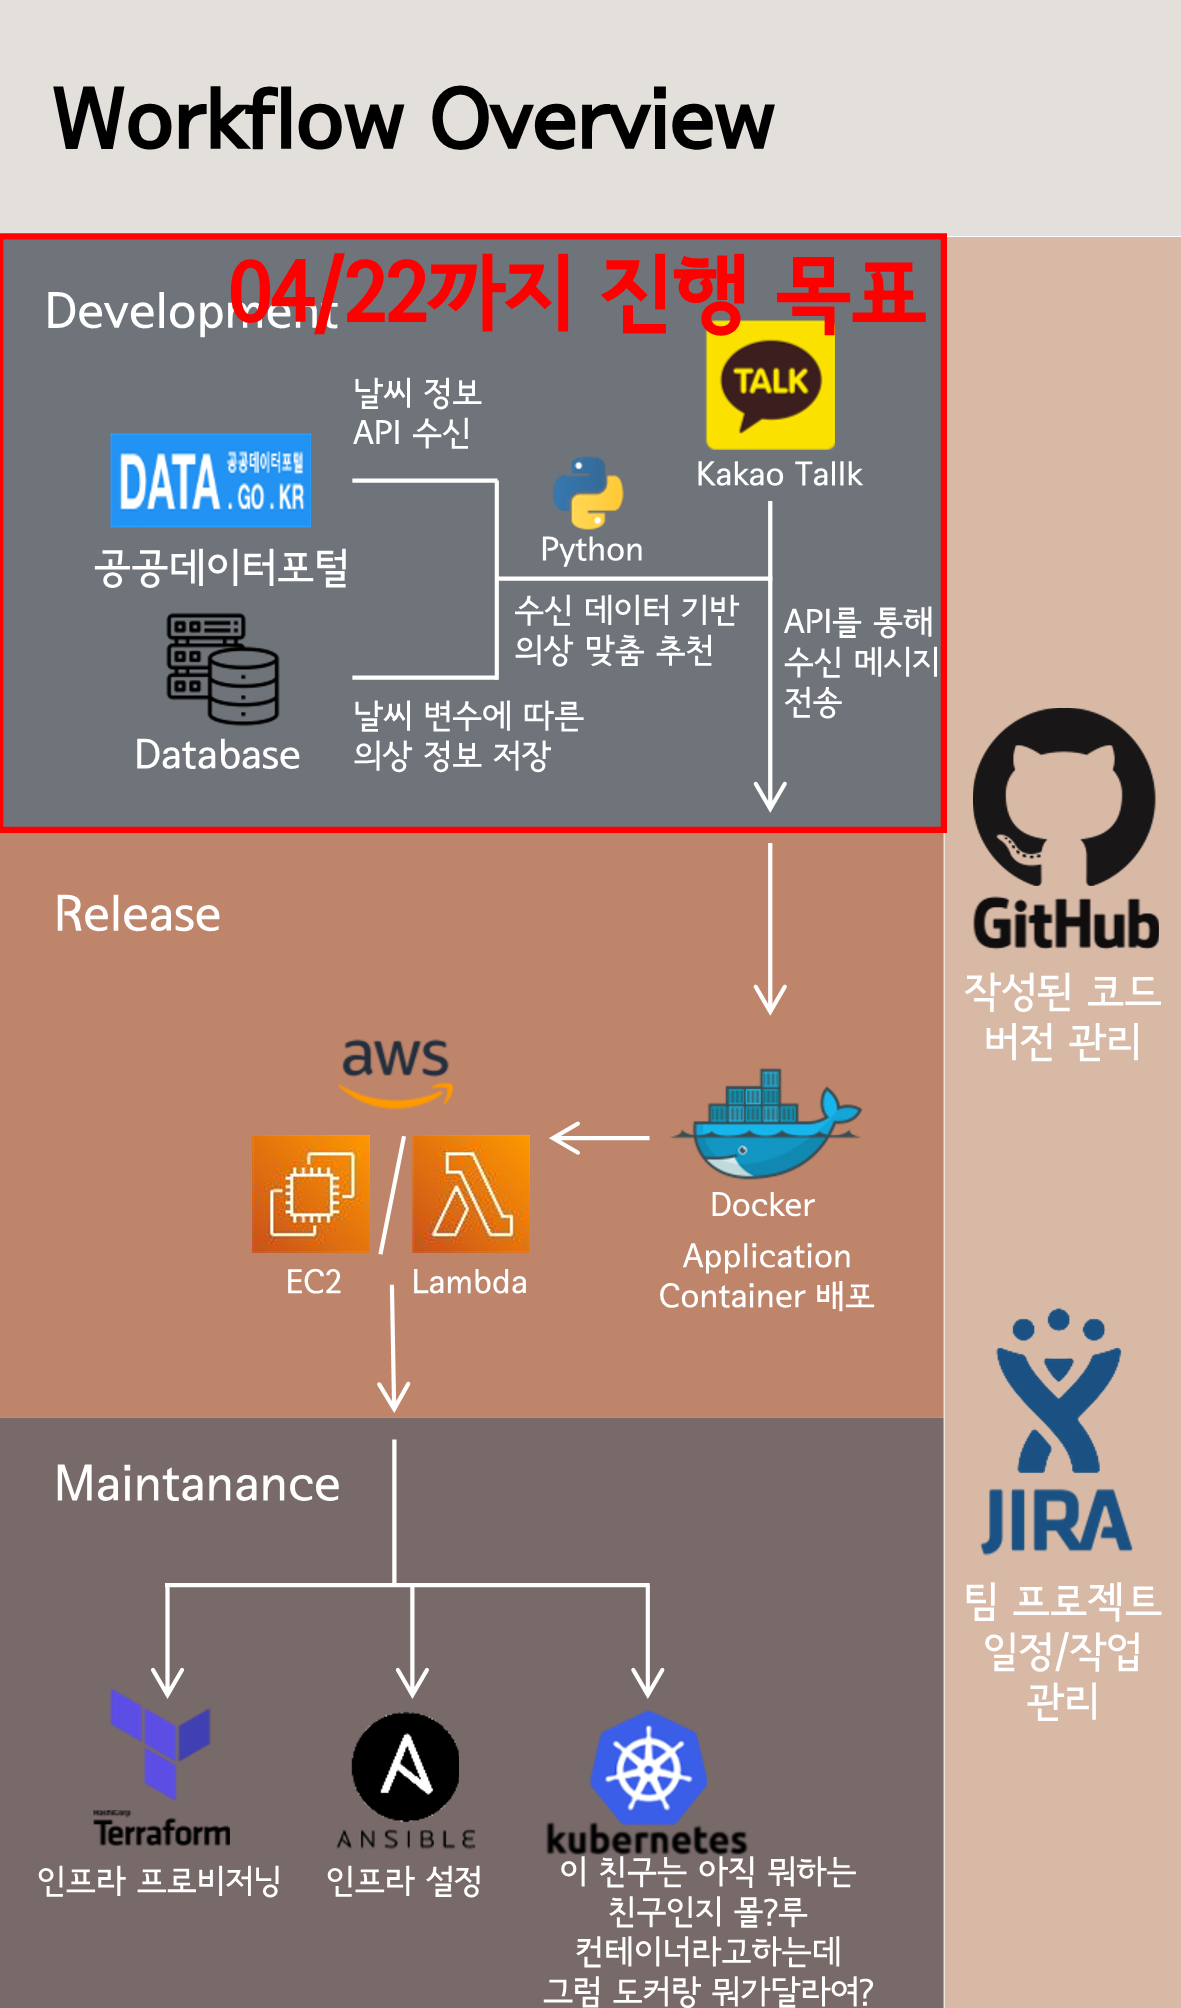 Workflow Overview
04/22까지 진행 목표
Development
날씨 정보
API 수신
TALK
Kakao Tallk
DATA 공공데이터포털
.GO.KR
공공데이터포털
Python
수신 데이터 기반
의상 맞춤 추천
API를 통해
수신 메시지
전송
Database
날씨 변수에 따른
의상 정보 저장
GitHub
작성된 코드
버전 관리
Release
aws
EC2
Lambda
Docker
Application
Container 배포
JIRA
팀 프로젝트
일정/작업
관리
Maintanance
HashiCorp
Terraform
인프라 프로비저닝
ANSIBLE
인프라 설정
kubernetes
이 친구는 아직 뭐하는
친구인지 몰?루
컨테이너라고하는데
그럼 도커랑 뭐가달라여?